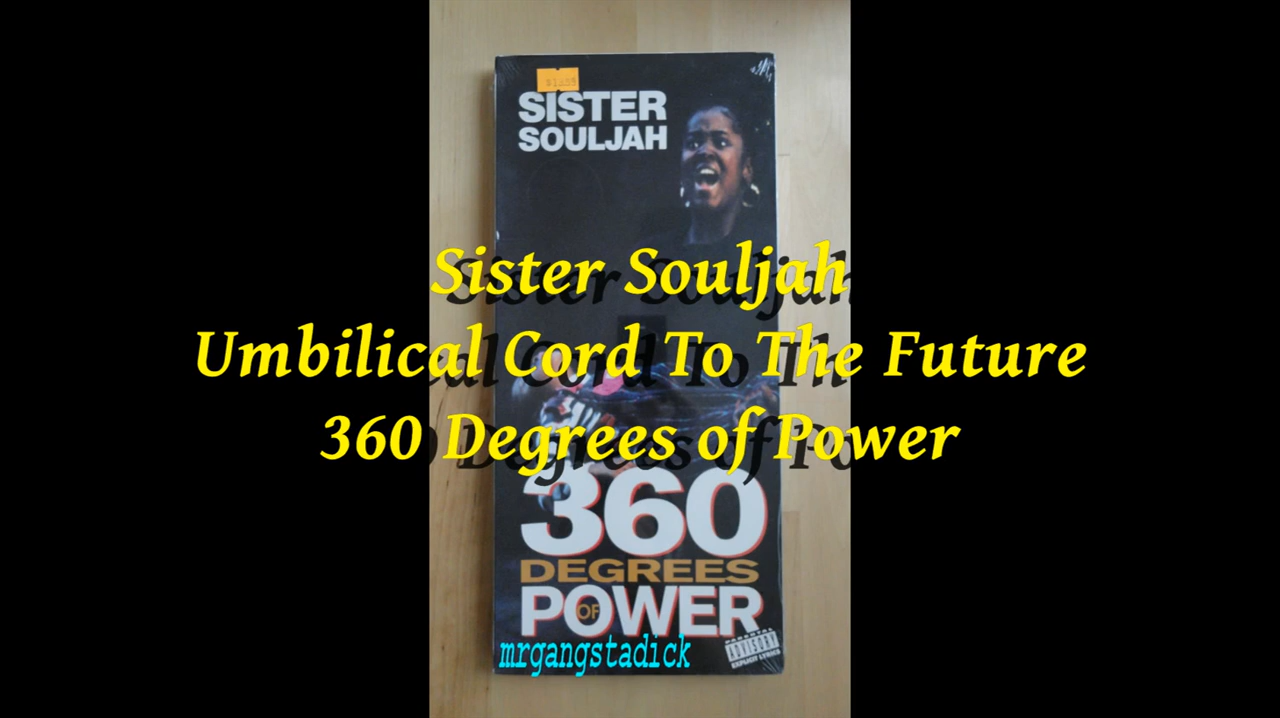 SISTER
SOULJAH
Sister Souljah
Umbilical Cord To The Future
360 Degrees of Power
360
DEGREES
OF
POWER
PARENTAL
ADVISORY
EXPLICIT LYRICS
mrgangstadick